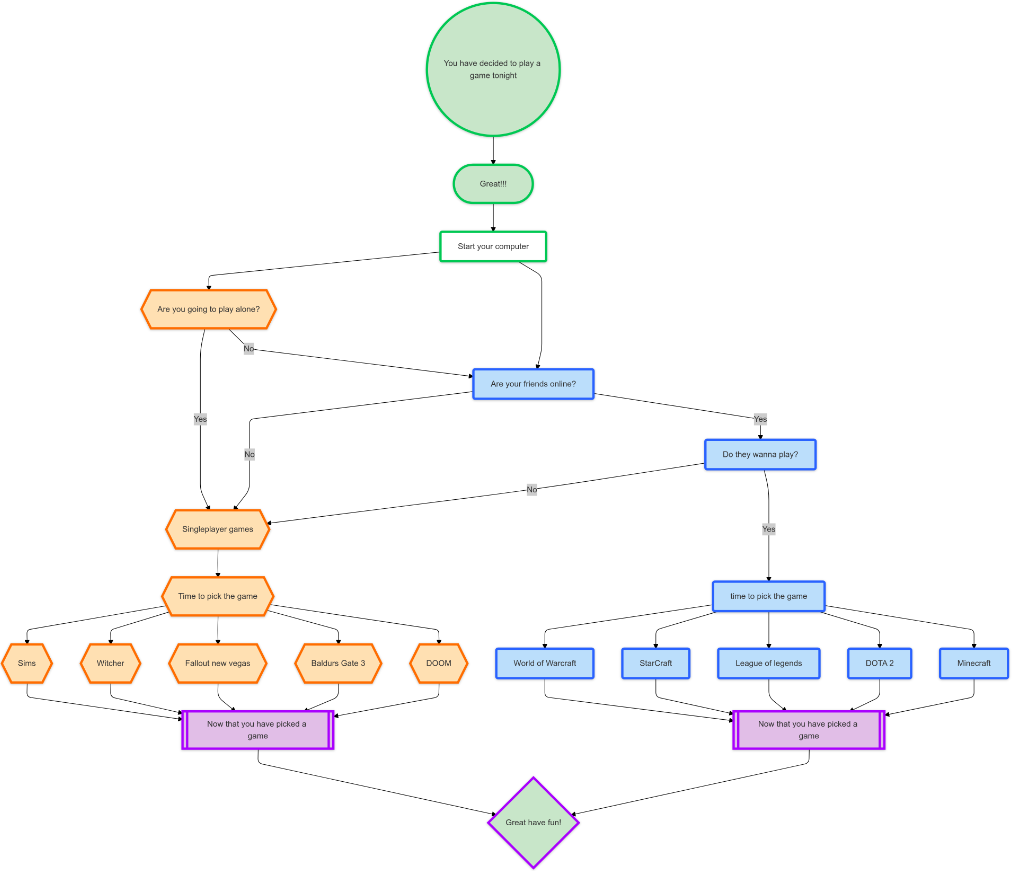 You have decided to play a
game tonight
Great!!!
Start your computer
Are you going to play alone?
No
Are your friends online?
Yes
Yes
No
Do they wanna play?
No
Singleplayer games
Yes
Time to pick the game
time to pick the game
Sims
Witcher
Fallout new vegas
Baldurs Gate 3
DOOM
World of Warcraft
StarCraft
League of legends
DOTA 2
Minecraft
Now that you have picked a
game
Now that you have picked a
game
Great have fun!